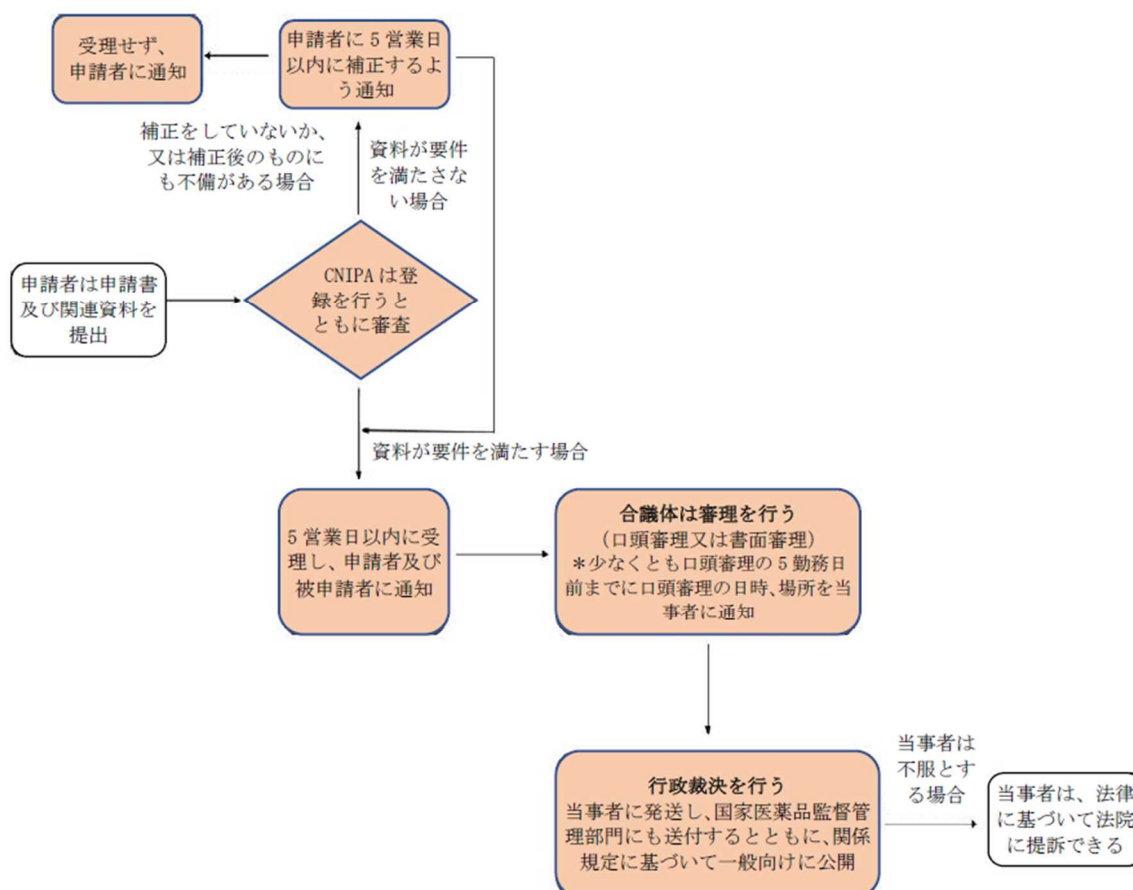 受理せず、
申請者に通知
申請者に 5 営業日
以内に補正するよ
う通知
補正をしていないか、
又は補正後のものに
も不備がある場合
資料が要件
を満たさな
い場合
申請者は申請書
及び関連資料を
提出
CNIPA は登
録を行うと
ともに審査
資料が要件を満たす場合
5 営業日以内に受
理し、申請者及び
被申請者に通知
合議体は審理を行う
（口頭審理又は書面審理）
＊少なくとも口頭審理の 5 勤務日
前までに口頭審理の日時、場所を当
事者に通知
行政裁決を行う
当事者に発送し、国家医薬品監督管
理部門にも送付するとともに、関係
規定に基づいて一般向けに公開
当事者は
不服とす
る場合
当事者は、法律
に基づいて法院
に提訴できる